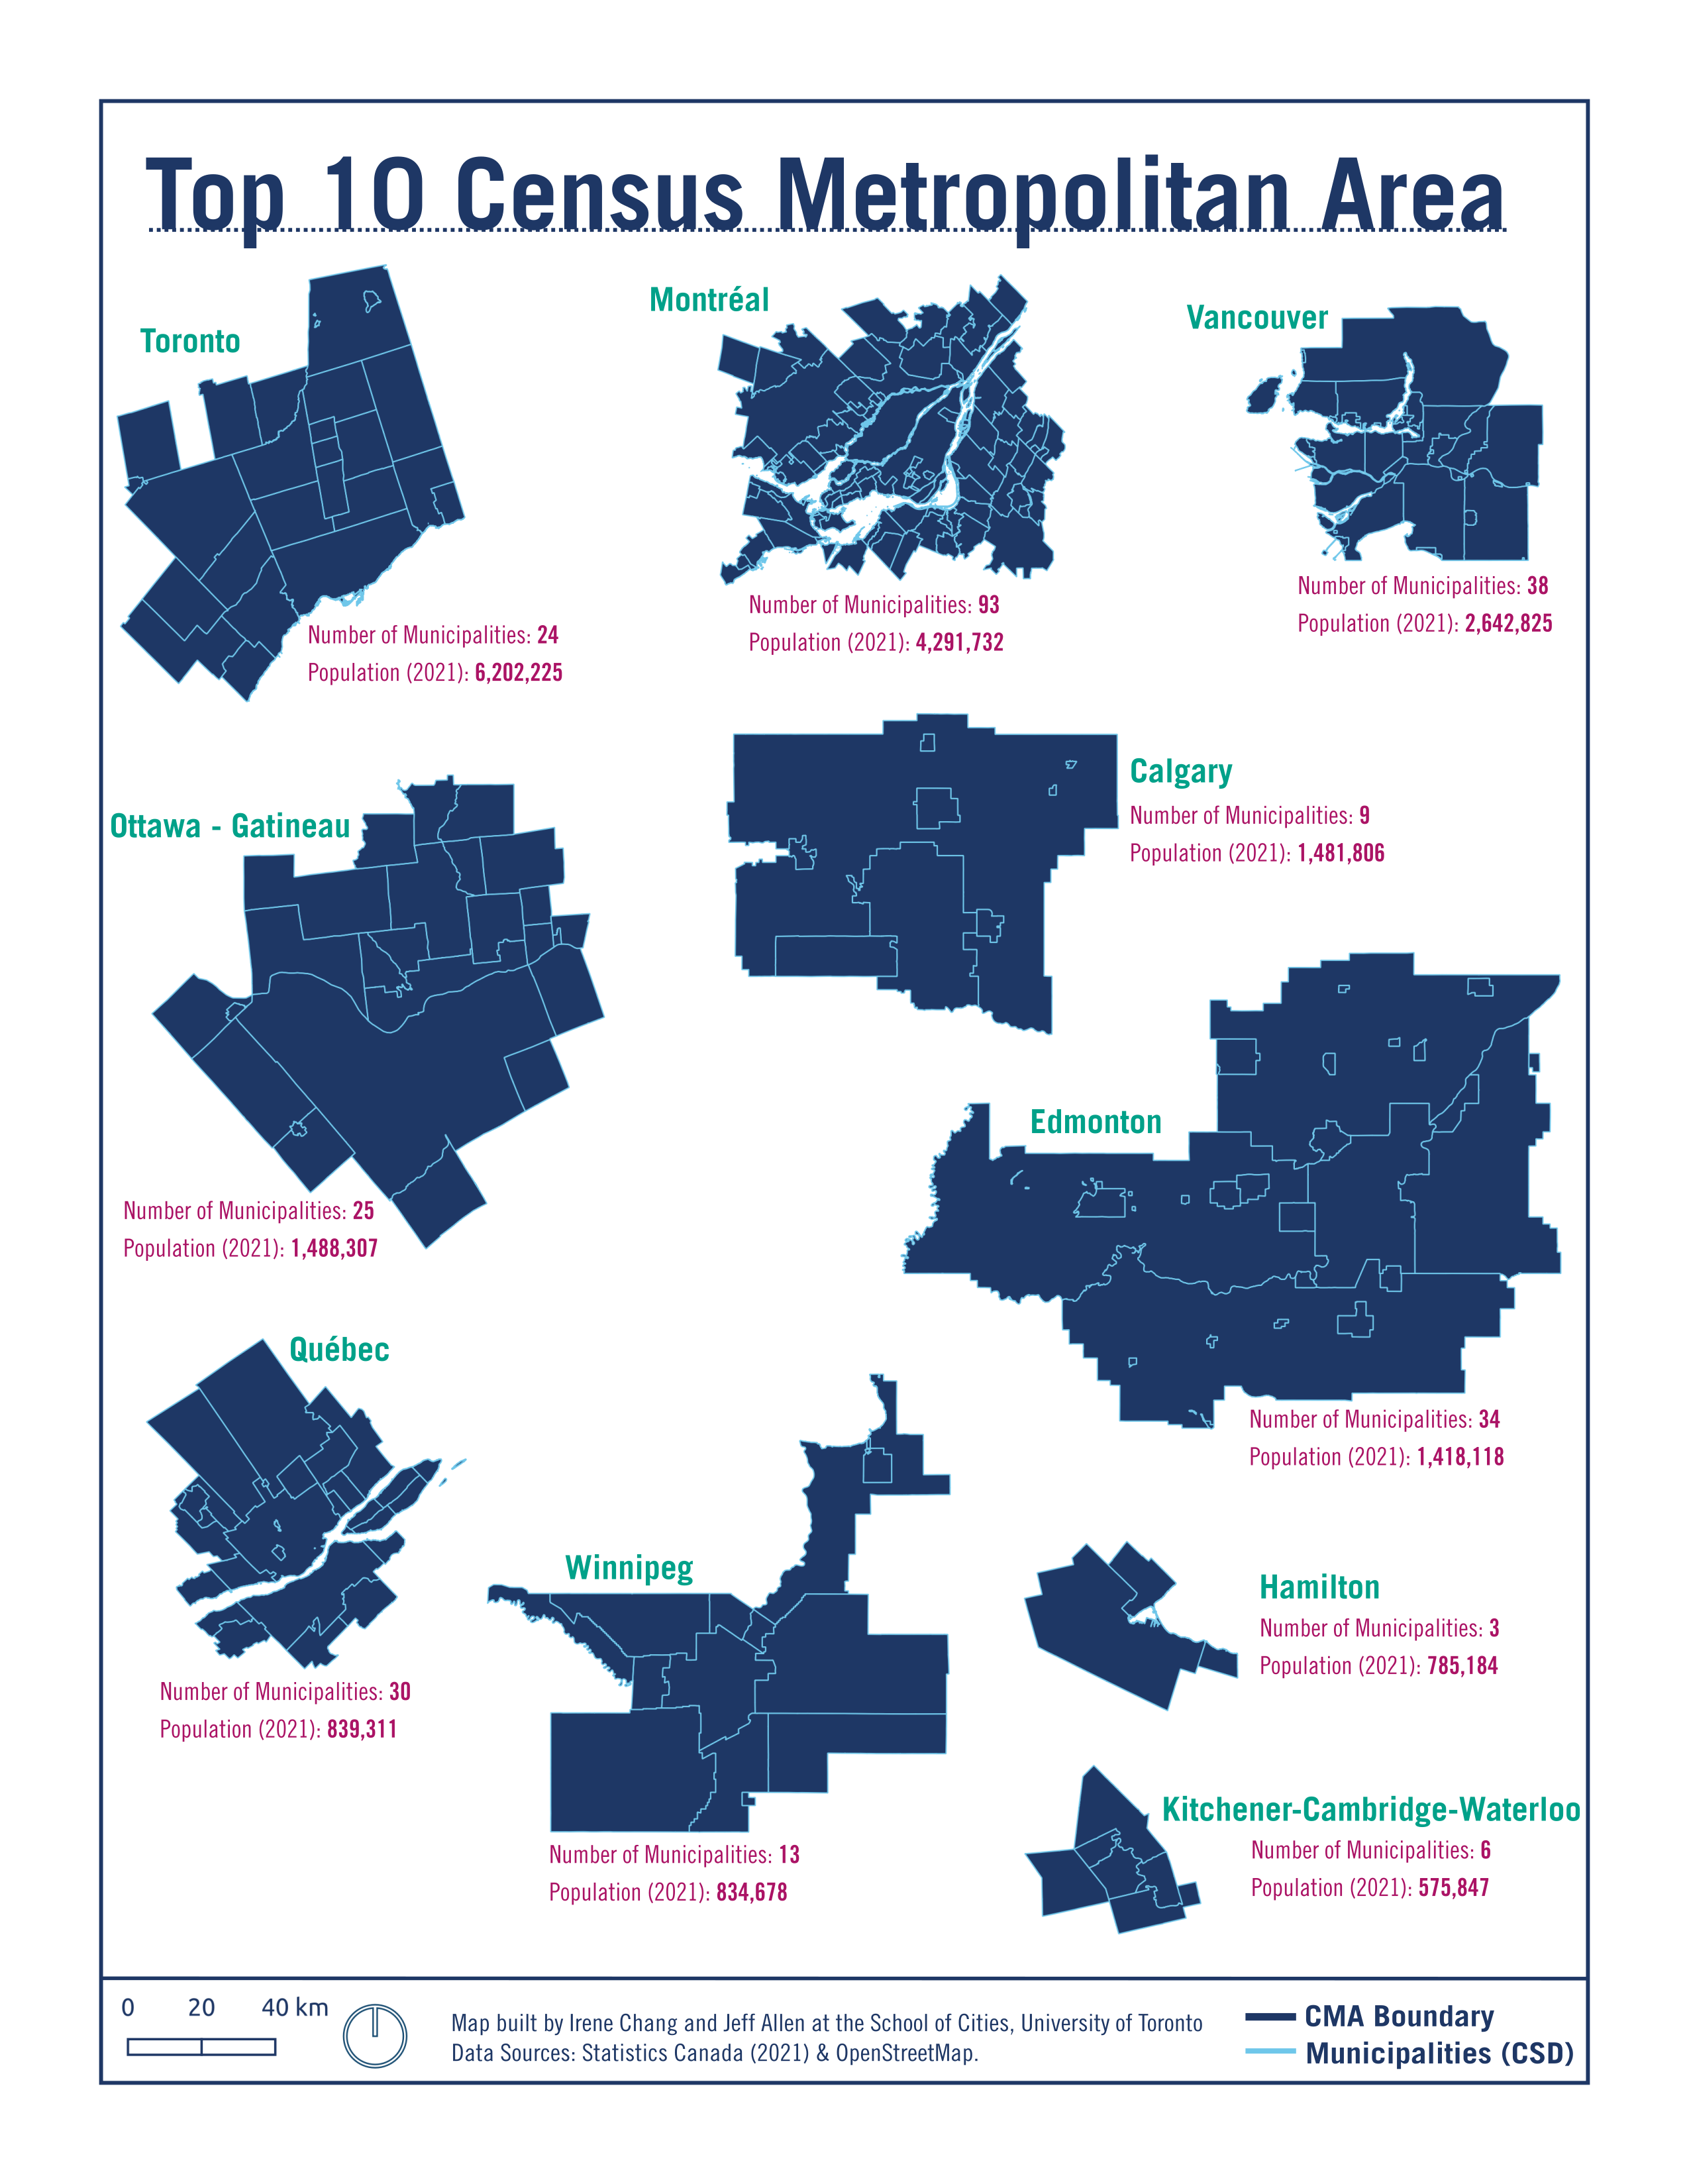 Top 10 Census Metropolitan Area
Toronto
Number of Municipalities: 24
Population (2021): 6,202,225
Montréal
Number of Municipalities: 93
Population (2021): 4,291,732
Vancouver
Number of Municipalities: 38
Population (2021): 2,642,825
Ottawa - Gatineau
Number of Municipalities: 25
Population (2021): 1,488,307
Calgary
Number of Municipalities: 9
Population (2021): 1,481,806
Edmonton
Number of Municipalities: 34
Population (2021): 1,418,118
Québec
Number of Municipalities: 30
Population (2021): 839,311
Winnipeg
Number of Municipalities: 13
Population (2021): 834,678
Hamilton
Number of Municipalities: 3
Population (2021): 785,184
Kitchener-Cambridge-Waterloo
Number of Municipalities: 6
Population (2021): 575,847
0 20 40 km
Map built by Irene Chang and Jeff Allen at the School of Cities, University of Toronto
Data Sources: Statistics Canada (2021) & OpenStreetMap.
CMA Boundary
Municipalities (CSD)